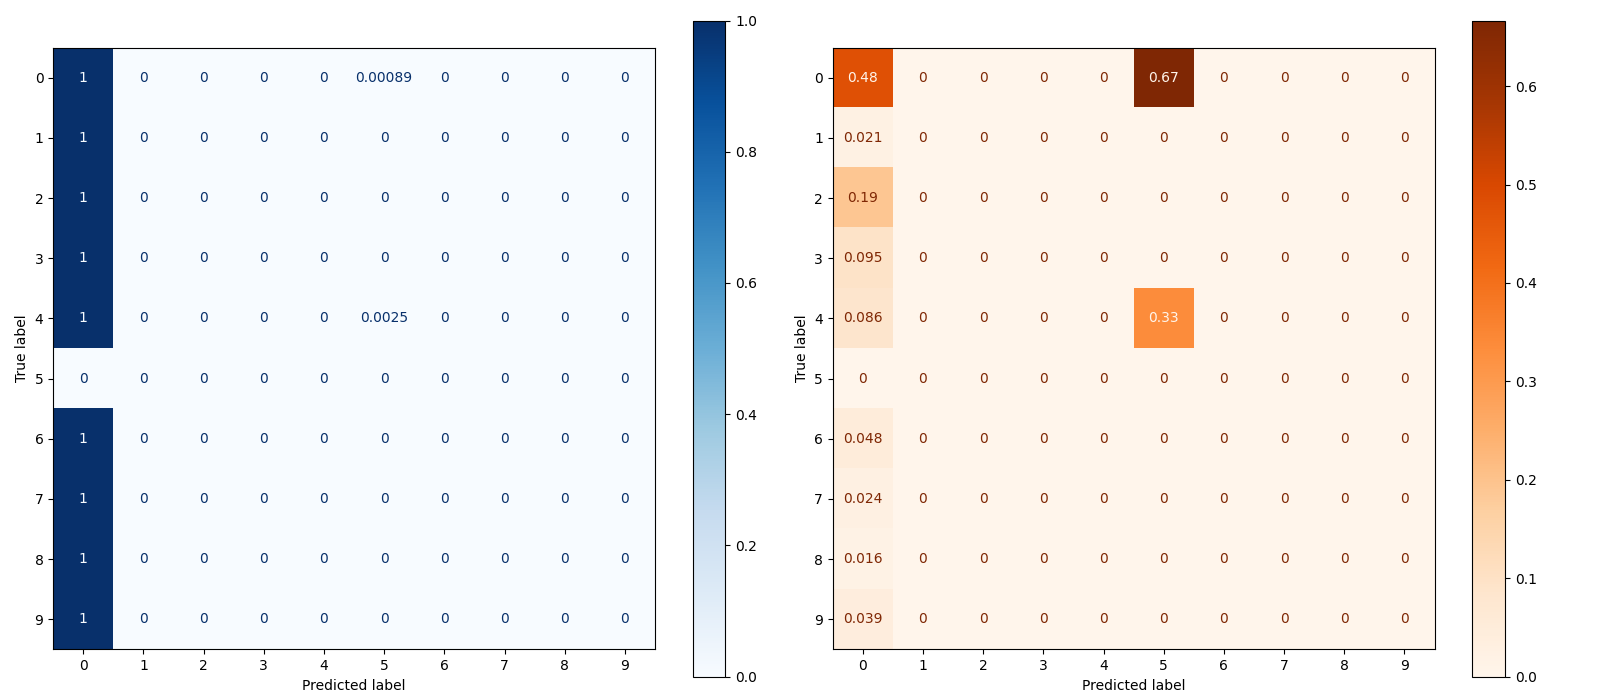 0 1 0 0 0 0 0.00089 0 0 0 0
1 1 0 0 0 0 0 0 0 0 0
2 1 0 0 0 0 0 0 0 0 0
3 1 0 0 0 0 0 0 0 0 0
4 1 0 0 0 0 0.0025 0 0 0 0
5 0 0 0 0 0 0 0 0 0 0
6 1 0 0 0 0 0 0 0 0 0
7 1 0 0 0 0 0 0 0 0 0
8 1 0 0 0 0 0 0 0 0 0
9 1 0 0 0 0 0 0 0 0 0
0 1 2 3 4 5 6 7 8 9
True label
Predicted label
1.0
0.8
0.6
0.4
0.2
0.0
0 0.48 0 0 0 0 0.67 0 0 0 0
1 0.021 0 0 0 0 0 0 0 0 0
2 0.19 0 0 0 0 0 0 0 0 0
3 0.095 0 0 0 0 0 0 0 0 0
4 0.086 0 0 0 0 0.33 0 0 0 0
5 0 0 0 0 0 0 0 0 0 0
6 0.048 0 0 0 0 0 0 0 0 0
7 0.024 0 0 0 0 0 0 0 0 0
8 0.016 0 0 0 0 0 0 0 0 0
9 0.039 0 0 0 0 0 0 0 0 0
0 1 2 3 4 5 6 7 8 9
True label
Predicted label
0.6
0.5
0.4
0.3
0.2
0.1
0.0